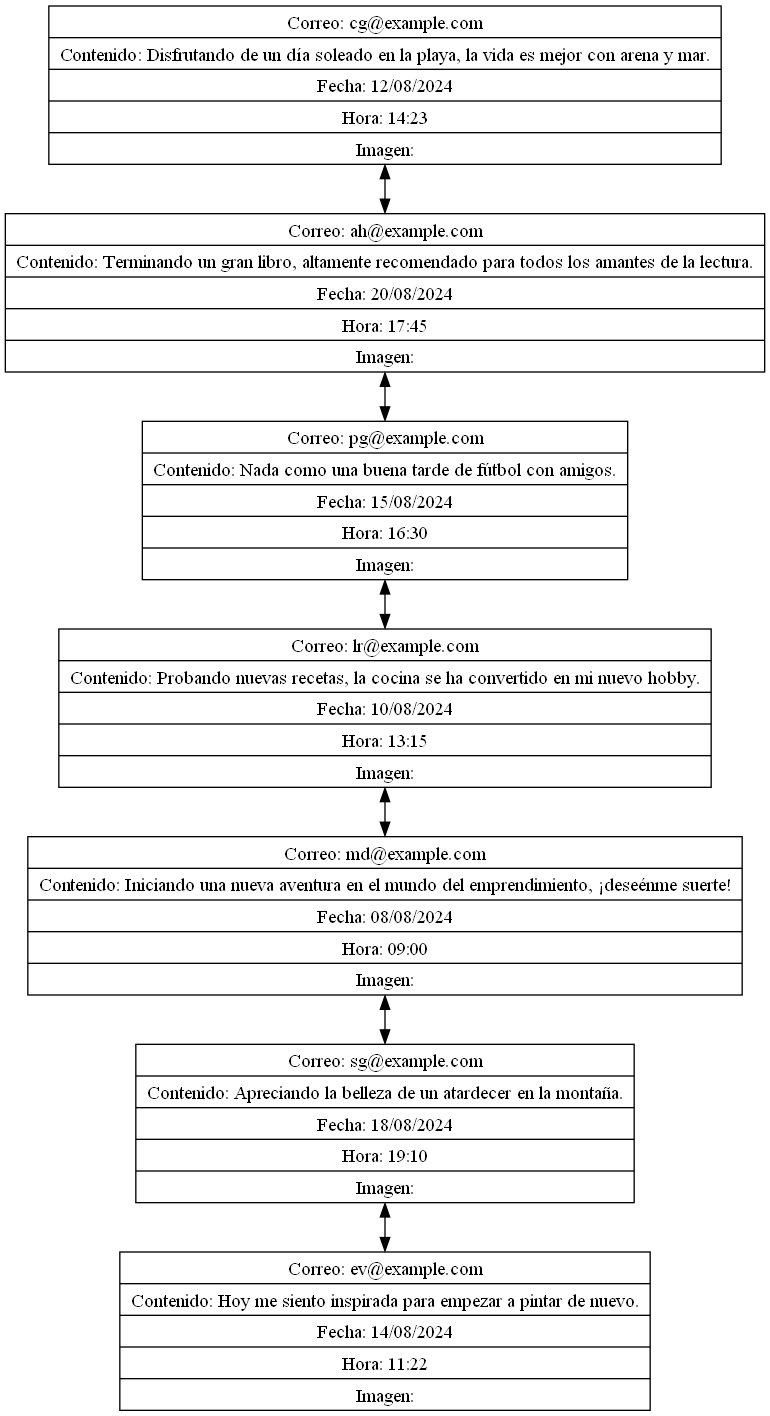 Correo: cg@example.com
Contenido: Disfrutando de un día soleado en la playa, la vida es mejor con arena y mar.
Fecha: 12/08/2024
Hora: 14:23
Imagen:
Correo: ah@example.com
Contenido: Terminando un gran libro, altamente recomendado para todos los amantes de la lectura.
Fecha: 20/08/2024
Hora: 17:45
Imagen:
Correo: pg@example.com
Contenido: Nada como una buena tarde de fútbol con amigos.
Fecha: 15/08/2024
Hora: 16:30
Imagen:
Correo: lr@example.com
Contenido: Probando nuevas recetas, la cocina se ha convertido en mi nuevo hobby.
Fecha: 10/08/2024
Hora: 13:15
Imagen:
Correo: md@example.com
Contenido: Iniciando una nueva aventura en el mundo del emprendimiento, ¡deseénme suerte!
Fecha: 08/08/2024
Hora: 09:00
Imagen:
Correo: sg@example.com
Contenido: Apreciando la belleza de un atardecer en la montaña.
Fecha: 18/08/2024
Hora: 19:10
Imagen:
Correo: ev@example.com
Contenido: Hoy me siento inspirada para empezar a pintar de nuevo.
Fecha: 14/08/2024
Hora: 11:22
Imagen: